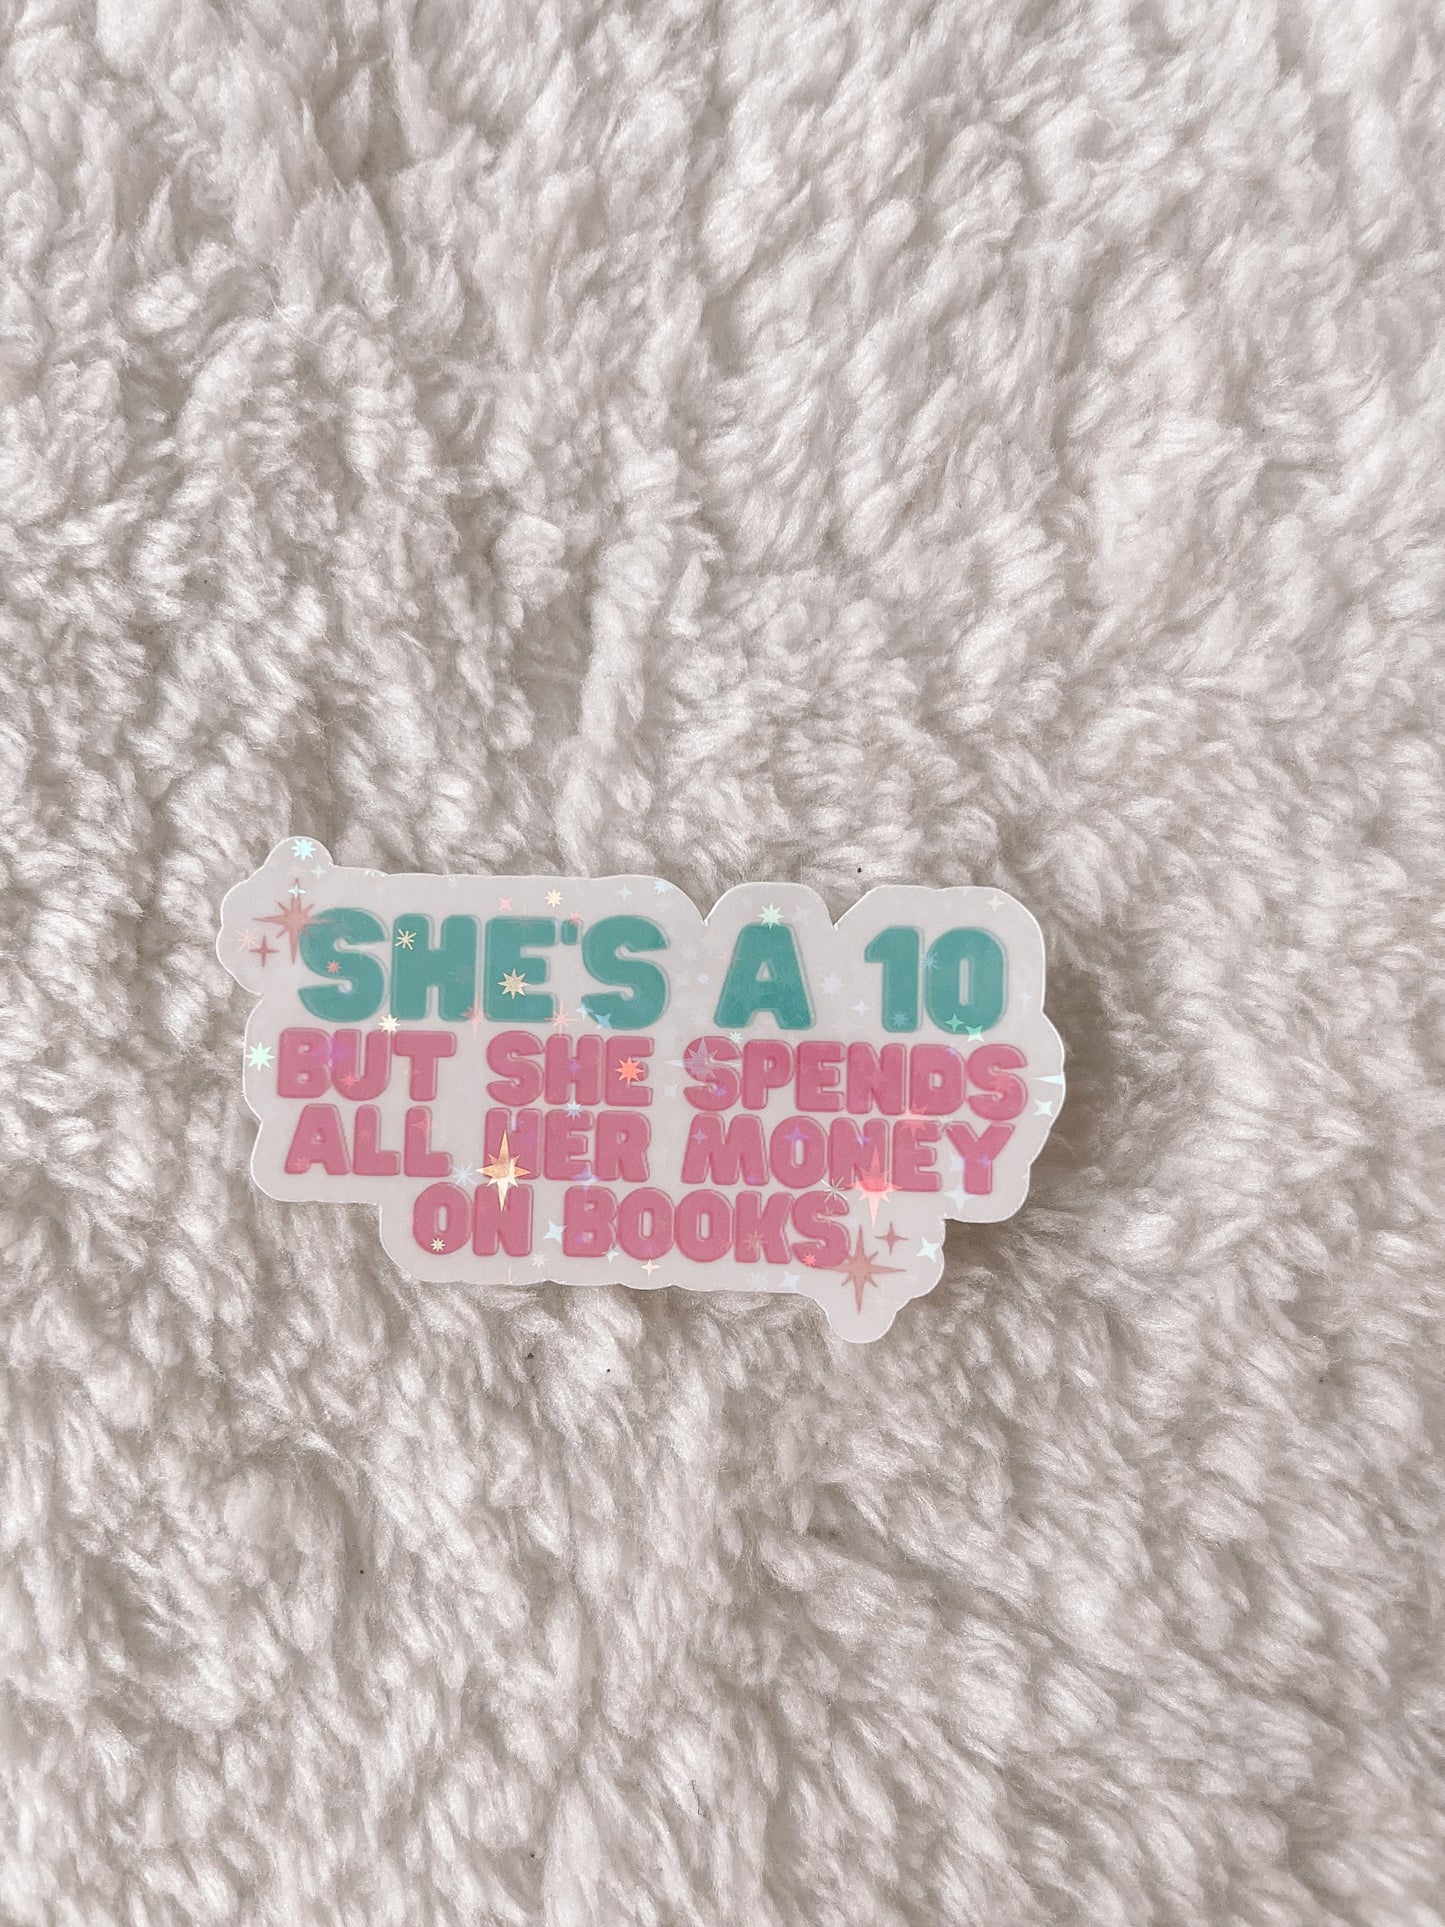 SHE'S A 10
BUT SHE SPENDS
ALL HER MONEY
ON BOOKS